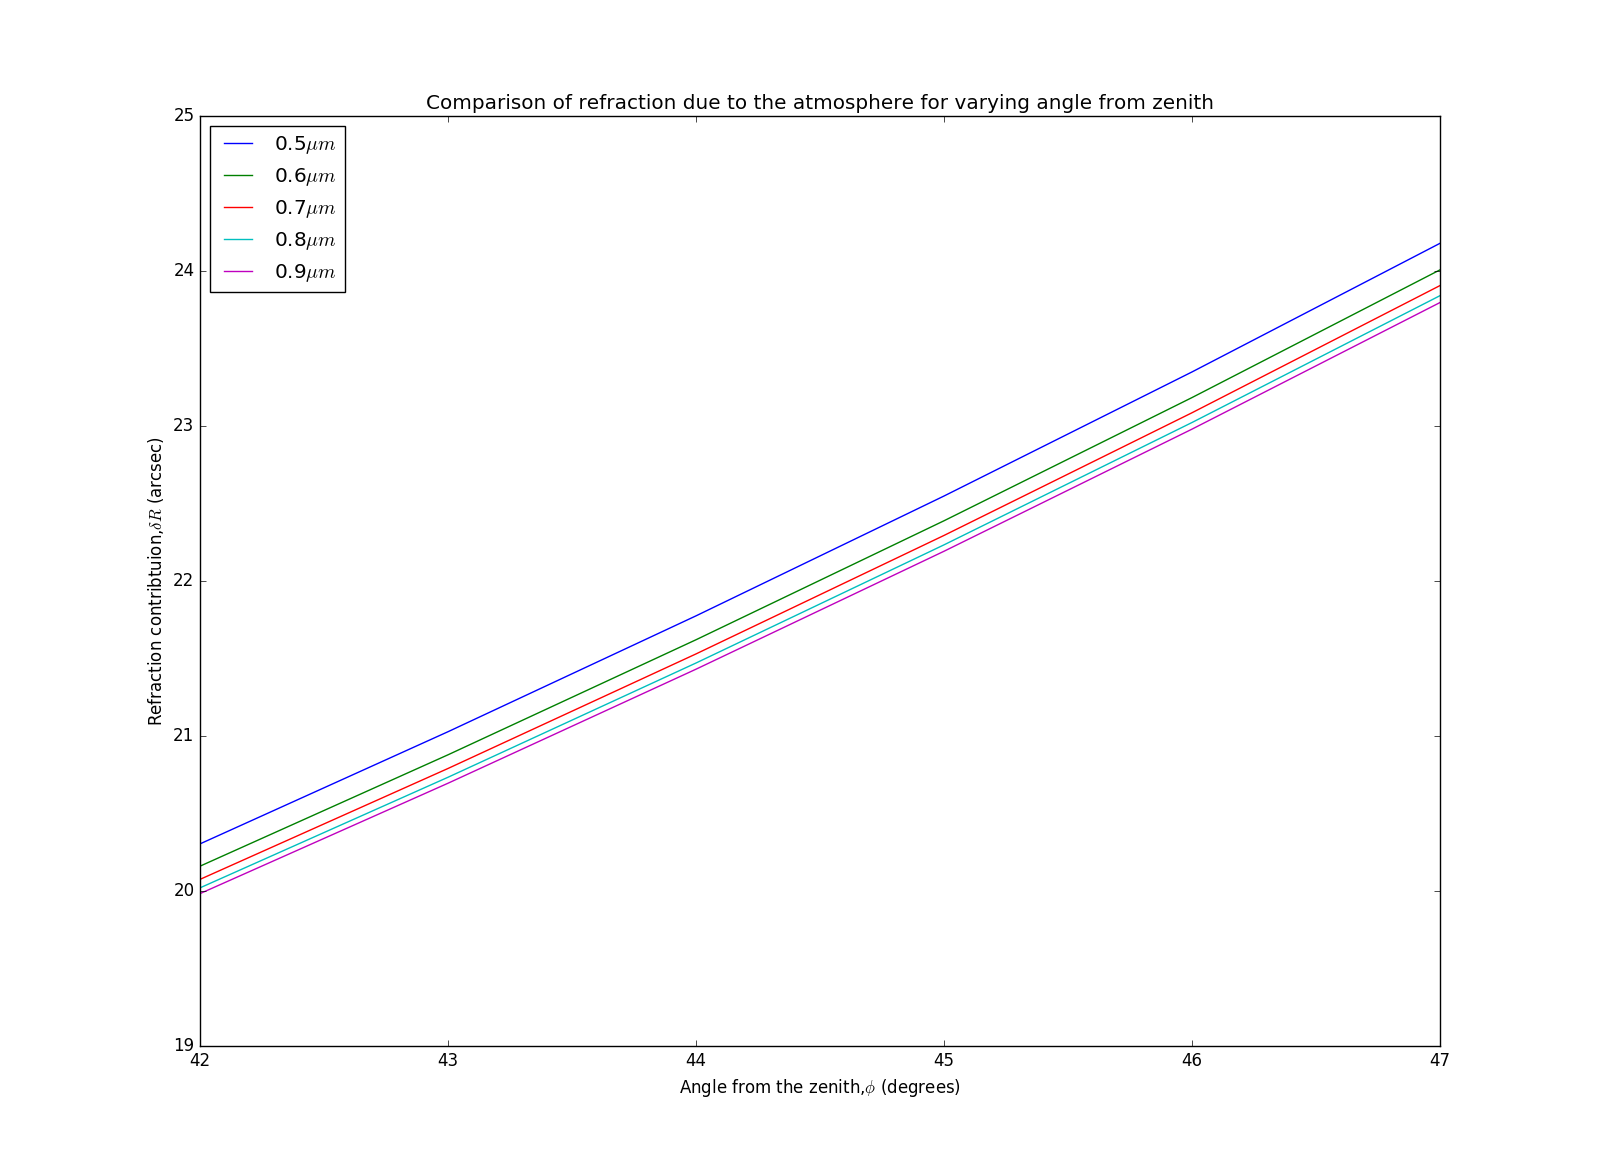 Comparison of refraction due to the atmosphere for varying angle from zenith
25
24
23
22
21
20
19
0.5μm
0.6μm
0.7μm
0.8μm
0.9μm
Refraction contribtuion,δR (arcsec)
42 43 44 45 46 47
Angle from the zenith,ϕ (degrees)